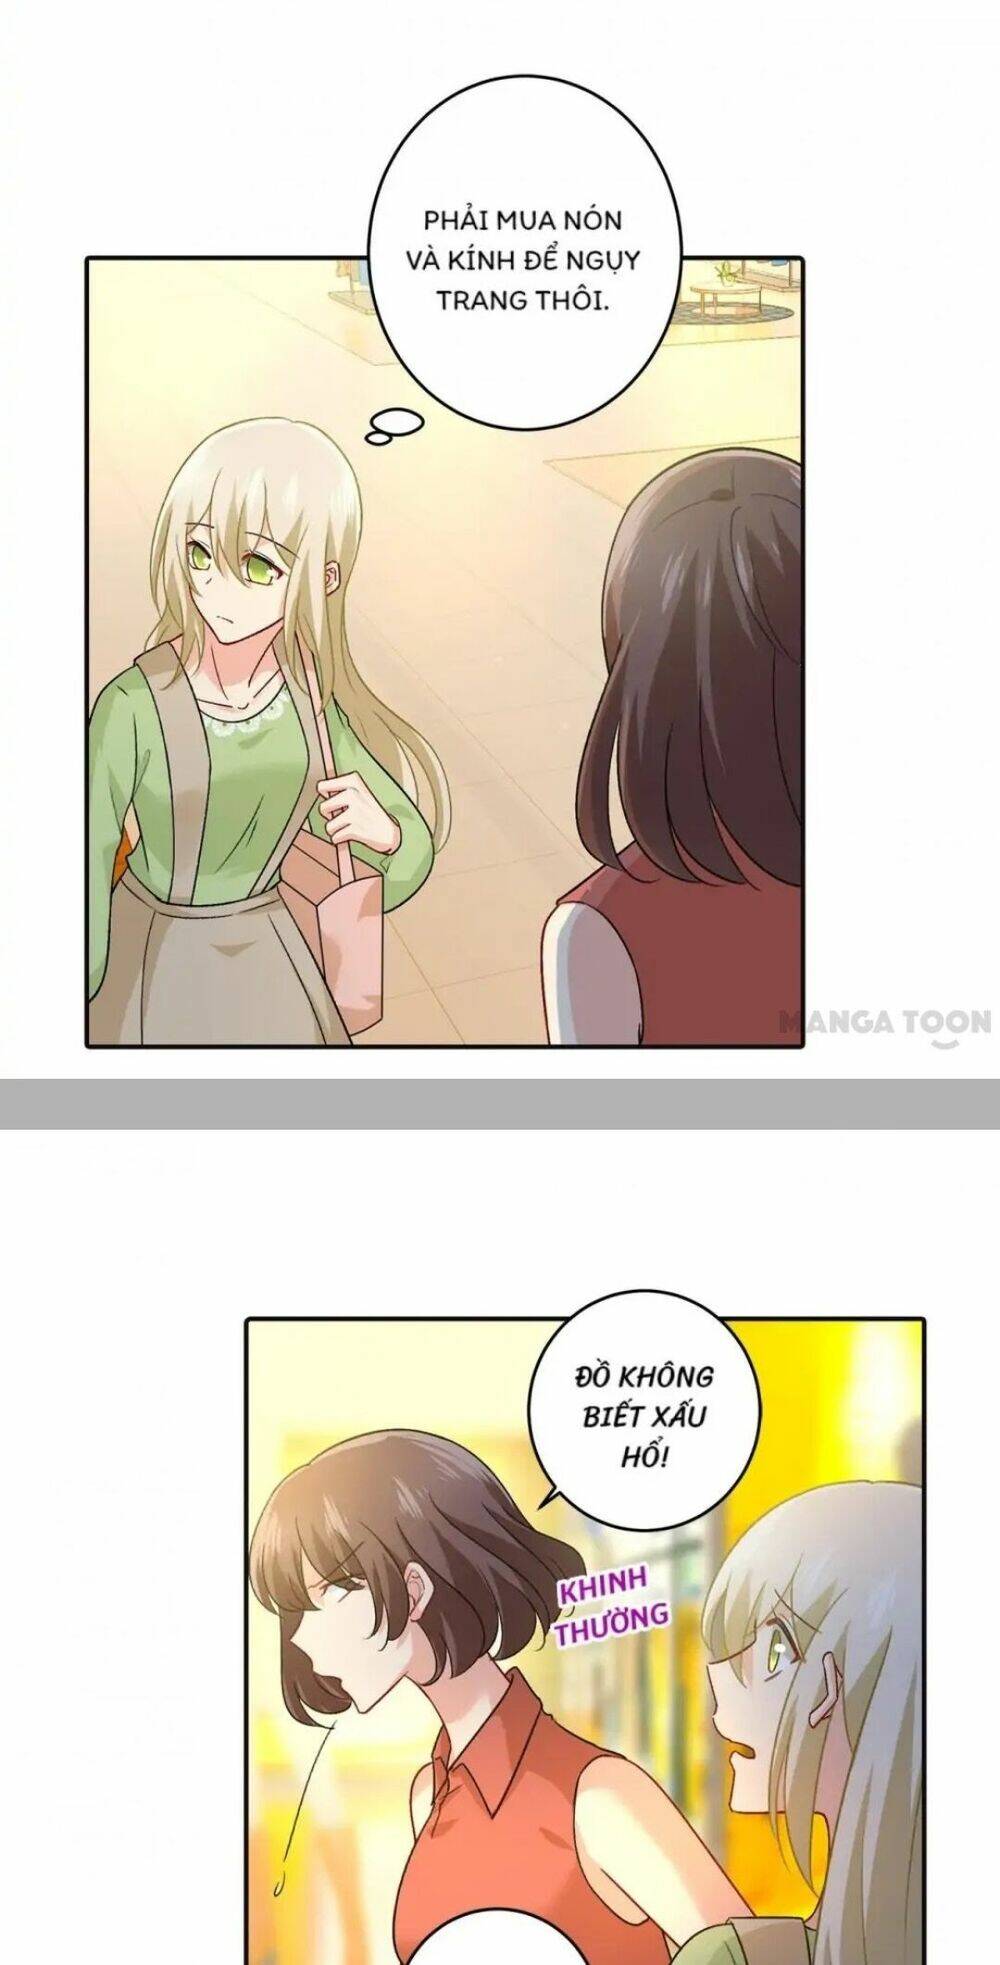 PHẢI MUA NÓN
VÀ KÍNH ĐỂ NGỤY
TRANG THÔI.
MANGA TOON
ĐỒ KHÔNG
BIẾT XẤU
HỔ!
KHINH
THƯỜNG